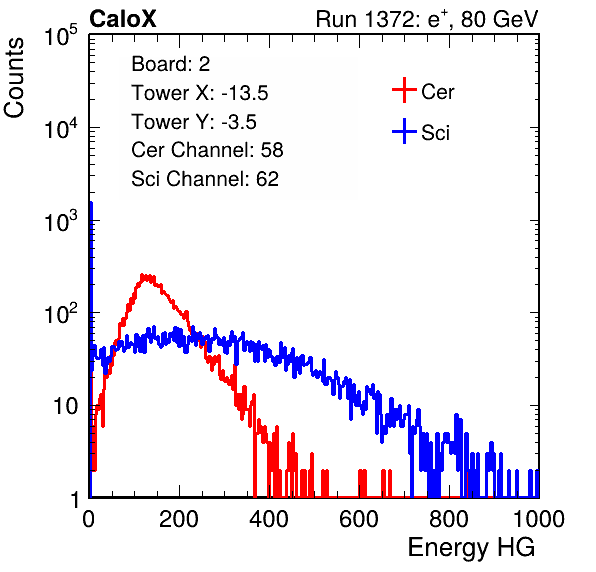 CaloX Run 1372: e⁺, 80 GeV
Counts
10⁵
10⁴
10³
10²
10
1
Board: 2
Tower X: -13.5
Tower Y: -3.5
Cer Channel: 58
Sci Channel: 62
Cer
Sci
0 200 400 600 800 1000
Energy HG